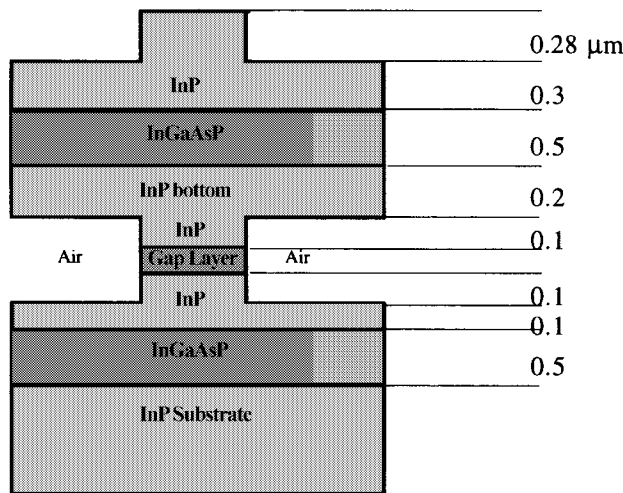 0.28 µm
InP
0.3
InGaAsP
0.5
InP bottom
0.2
InP
0.1
Air
Gap Layer
Air
InP
0.1
0.1
InGaAsP
0.5
InP Substrate